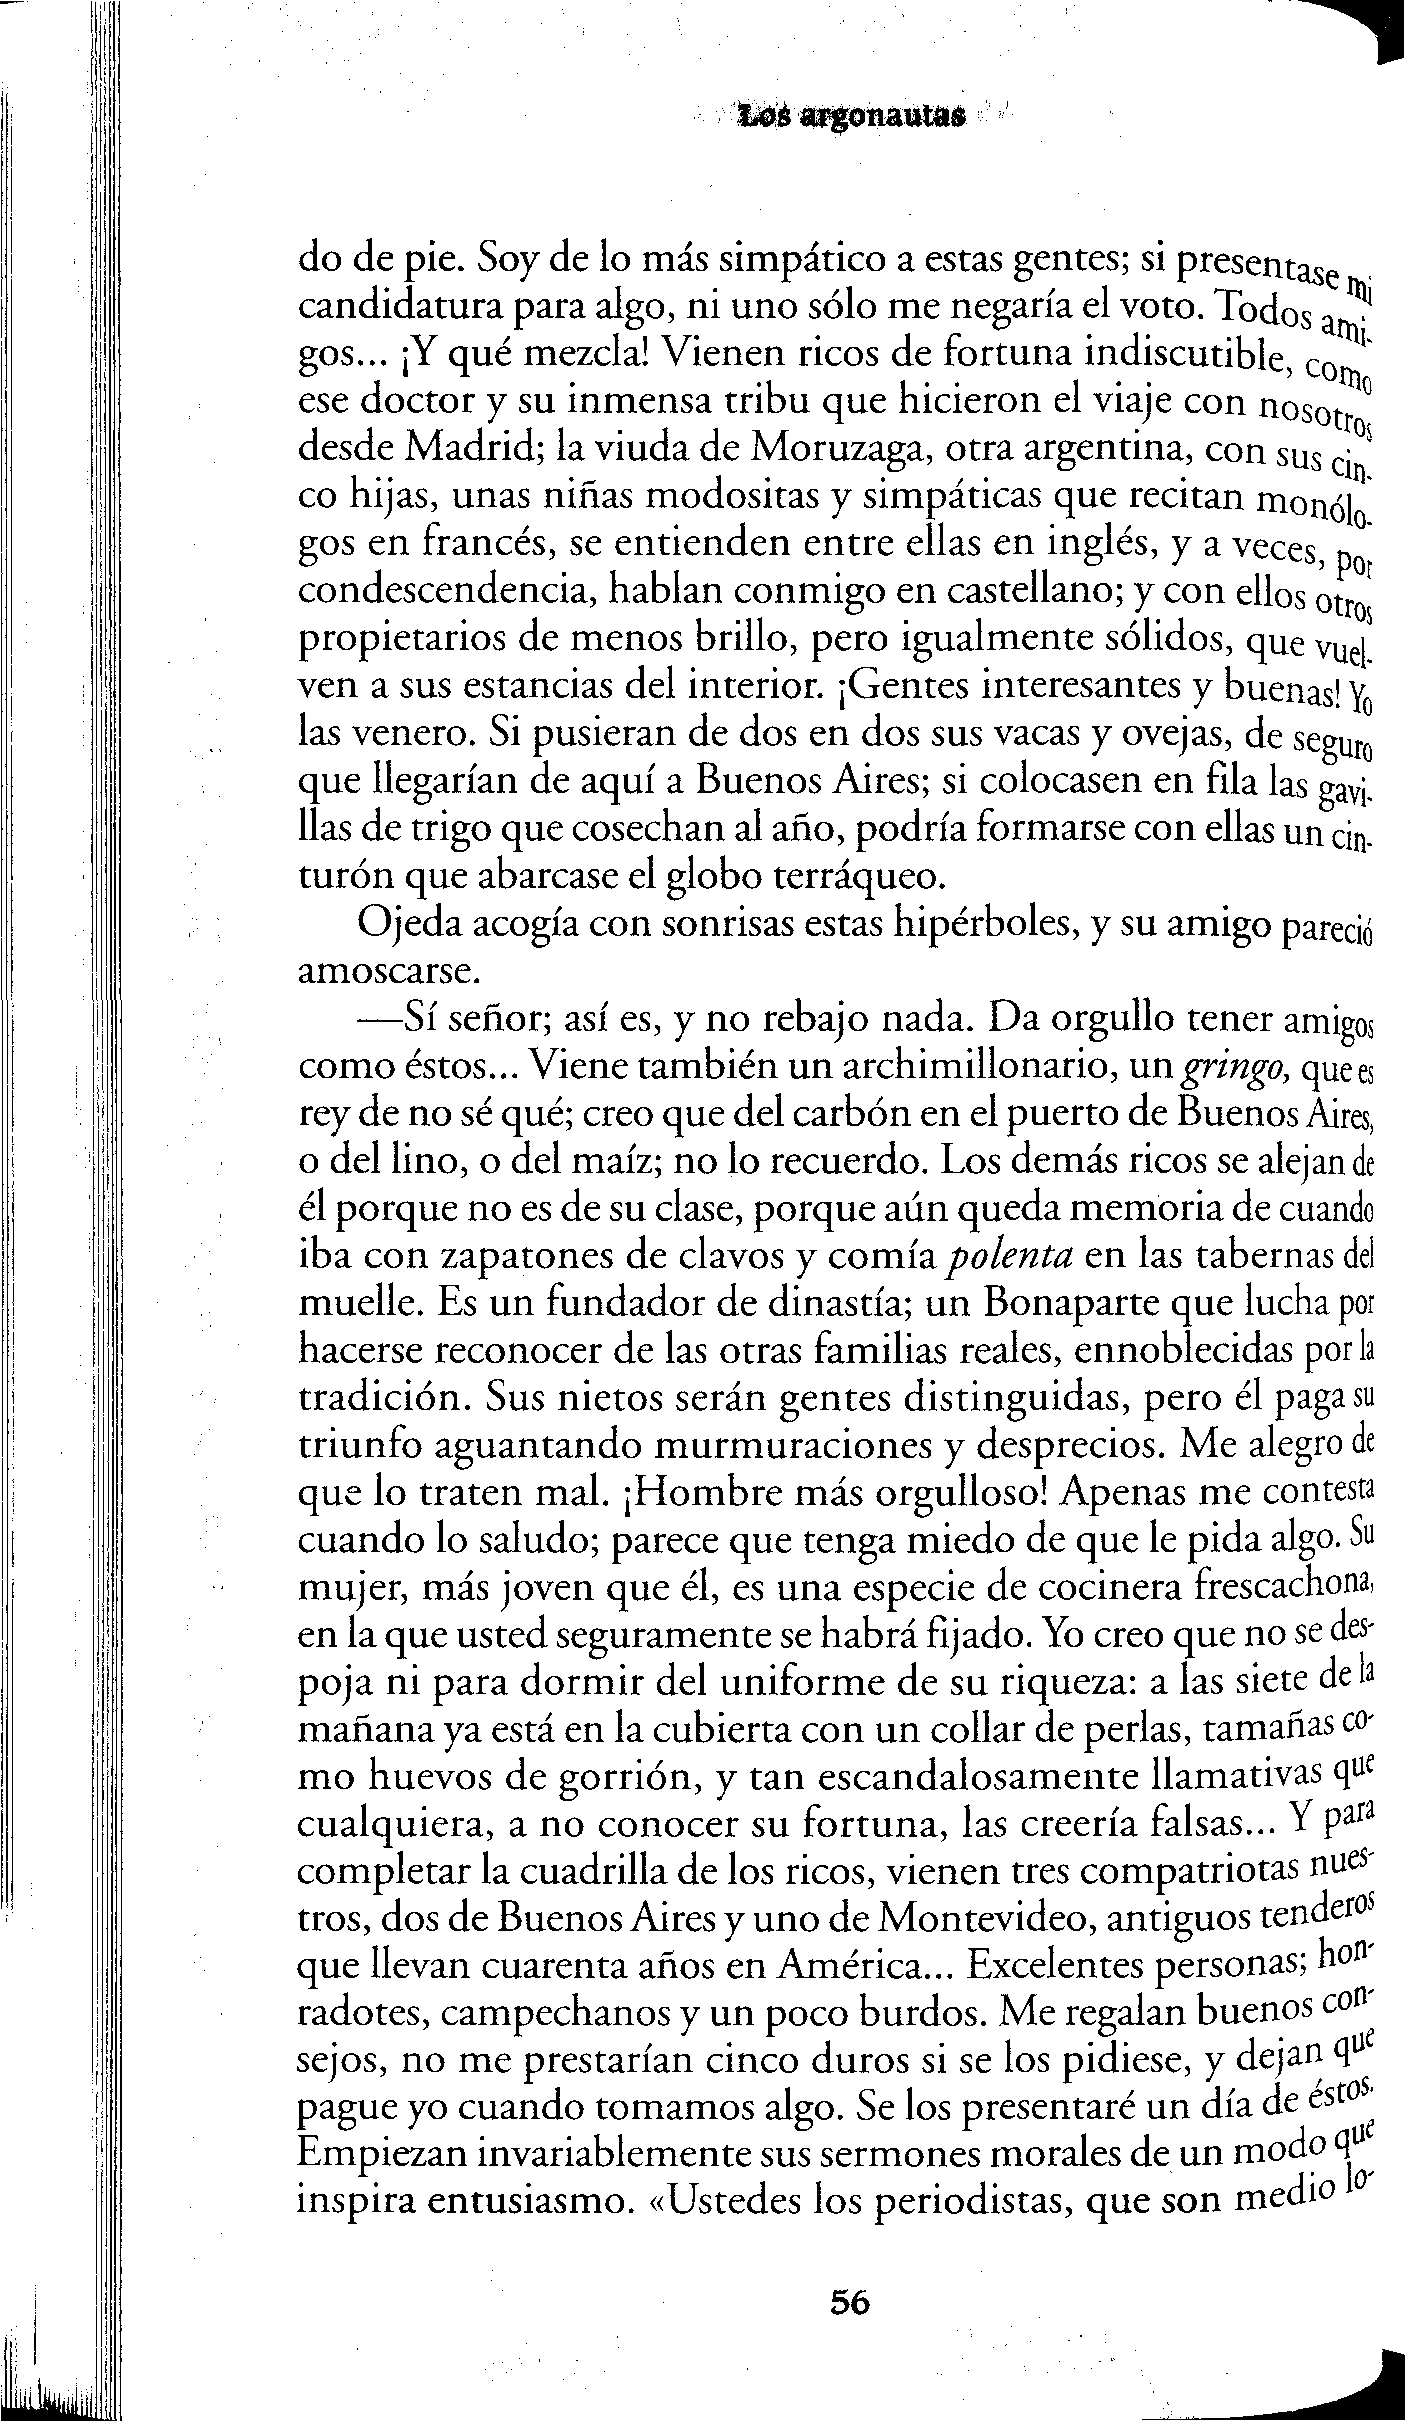 Los argonautas
do de pie. Soy de lo más simpático a estas gentes; si presentase mi
candidatura para algo, ni uno sólo me negaría el voto. Todos ami-
gos... ¡Y qué mezcla! Vienen ricos de fortuna indiscutible, como
ese doctor y su inmensa tribu que hicieron el viaje con nosotros
desde Madrid; la viuda de Moruzaga, otra argentina, con sus cin-
co hijas, unas niñas modositas y simpáticas que recitan monólo-
gos en francés, se entienden entre ellas en inglés, y a veces, por
condescendencia, hablan conmigo en castellano; y con ellos otros
propietarios de menos brillo, pero igualmente sólidos, que vuel-
ven a sus estancias del interior. ¡Gentes interesantes y buenas! Yo
las venero. Si pusieran de dos en dos sus vacas y ovejas, de seguro
que llegarían de aquí a Buenos Aires; si colocasen en fila las gavi-
llas de trigo que cosechan al año, podría formarse con ellas un cin-
turón que abarcase el globo terráqueo.
Ojeda acogía con sonrisas estas hipérboles, y su amigo pareció
amoscarse.
—Sí señor; así es, y no rebajo nada. Da orgullo tener amigos
como éstos... Viene también un archimillonario, un gringo, que es
rey de no sé qué; creo que del carbón en el puerto de Buenos Aires,
o del lino, o del maíz; no lo recuerdo. Los demás ricos se alejan de
él porque no es de su clase, porque aún queda memoria de cuando
iba con zapatones de clavos y comía polenta en las tabernas del
muelle. Es un fundador de dinastía; un Bonaparte que lucha por
hacerse reconocer de las otras familias reales, ennoblecidas por la
tradición. Sus nietos serán gentes distinguidas, pero él paga su
triunfo aguantando murmuraciones y desprecios. Me alegro de
que lo traten mal. ¡Hombre más orgulloso! Apenas me contesta
cuando lo saludo; parece que tenga miedo de que le pida algo. Su
mujer, más joven que él, es una especie de cocinera frescachona,
en la que usted seguramente se habrá fijado. Yo creo que no se des-
poja ni para dormir del uniforme de su riqueza: a las siete de la
mañana ya está en la cubierta con un collar de perlas, tamañas co-
mo huevos de gorrión, y tan escandalosamente llamativas que
cualquiera, a no conocer su fortuna, las creería falsas... Y para
completar la cuadrilla de los ricos, vienen tres compatriotas nues-
tros, dos de Buenos Aires y uno de Montevideo, antiguos tenderos
que llevan cuarenta años en América... Excelentes personas; hon-
radotes, campechanos y un poco burdos. Me regalan buenos con-
sejos, no me prestarían cinco duros si se los pidiese, y dejan que
pague yo cuando tomamos algo. Se los presentaré un día de éstos.
Empiezan invariablemente sus sermones morales de un modo que
inspira entusiasmo. «Ustedes los periodistas, que son medio lo-
56